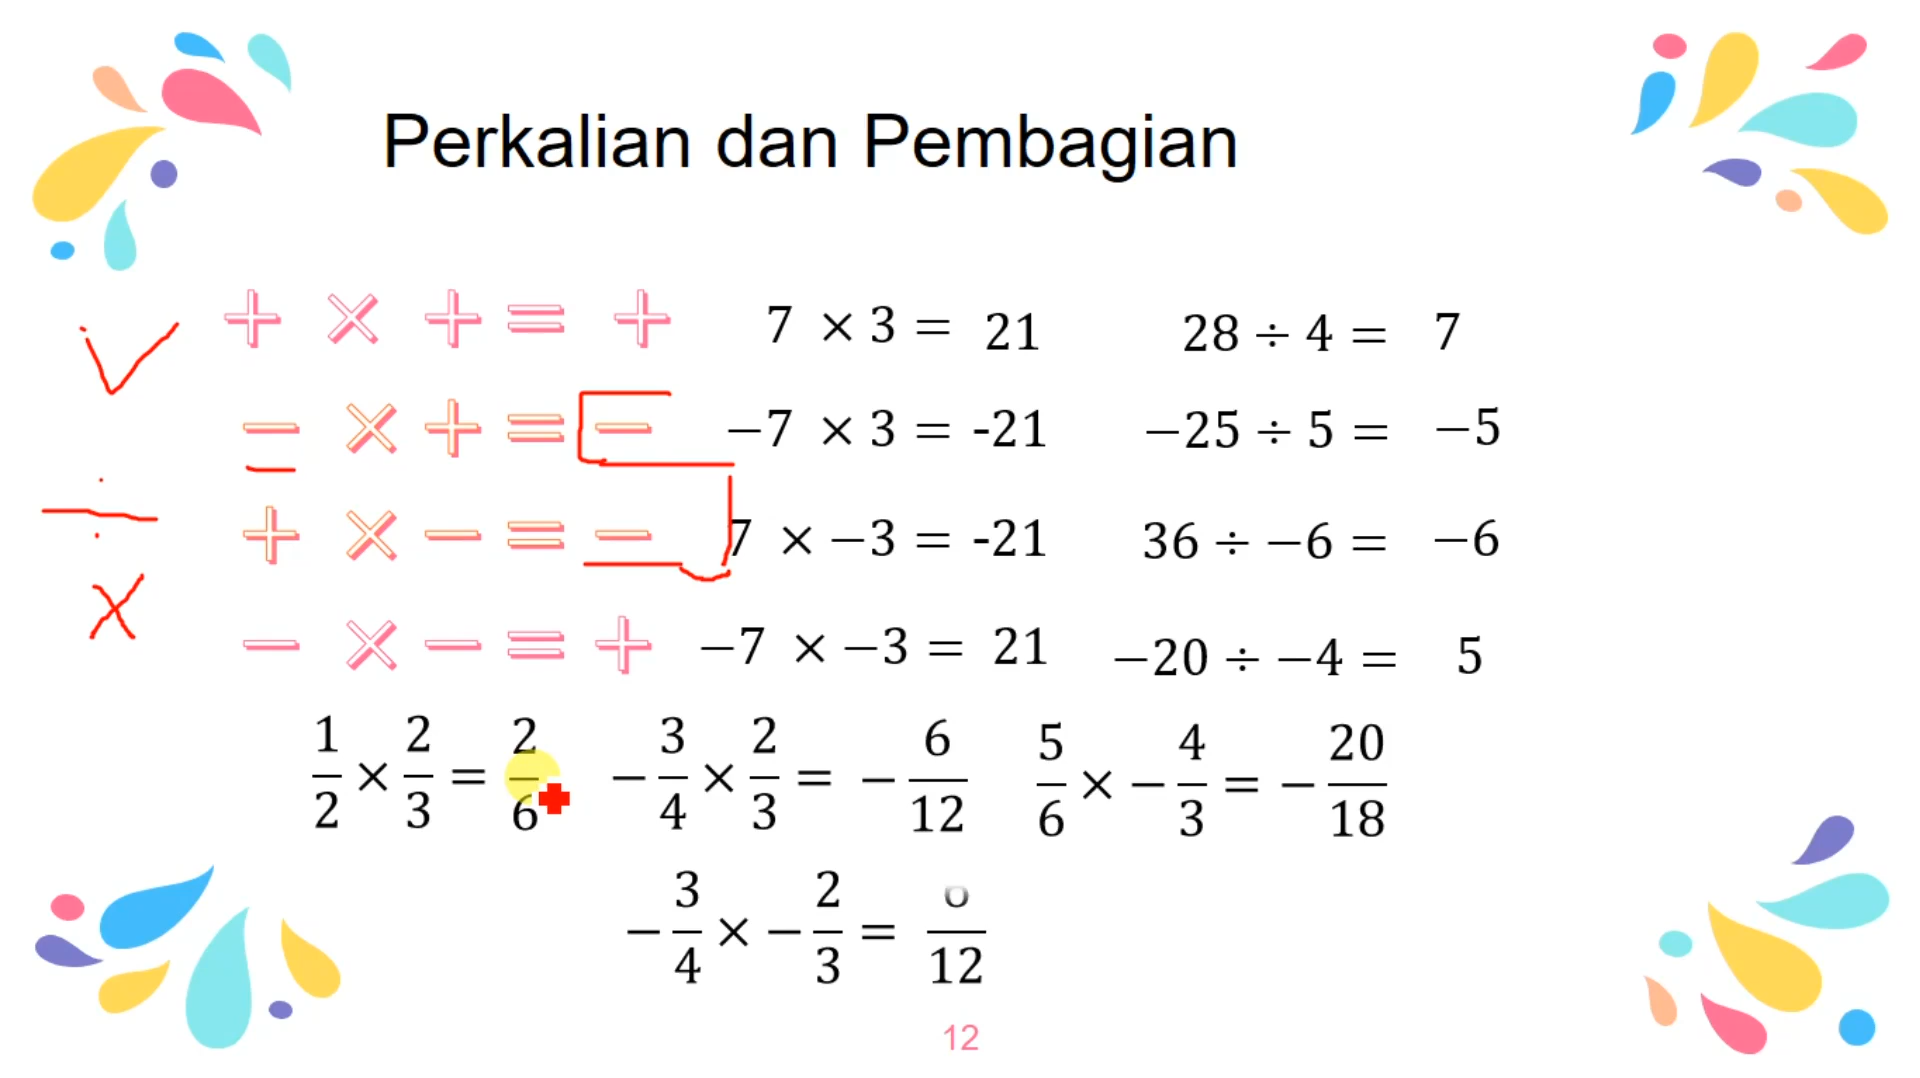 Perkalian dan Pembagian
+ × + = + 7 × 3 = 21 28 ÷ 4 = 7
− × + = − −7 × 3 = -21 −25 ÷ 5 = −5
+ × − = − 7 × −3 = -21 36 ÷ −6 = −6
− × − = + −7 × −3 = 21 −20 ÷ −4 = 5
1/2 × 2/3 = 2/6 −3/4 × 2/3 = −6/12 5/6 × −4/3 = −20/18
−3/4 × −2/3 = 6/12
12